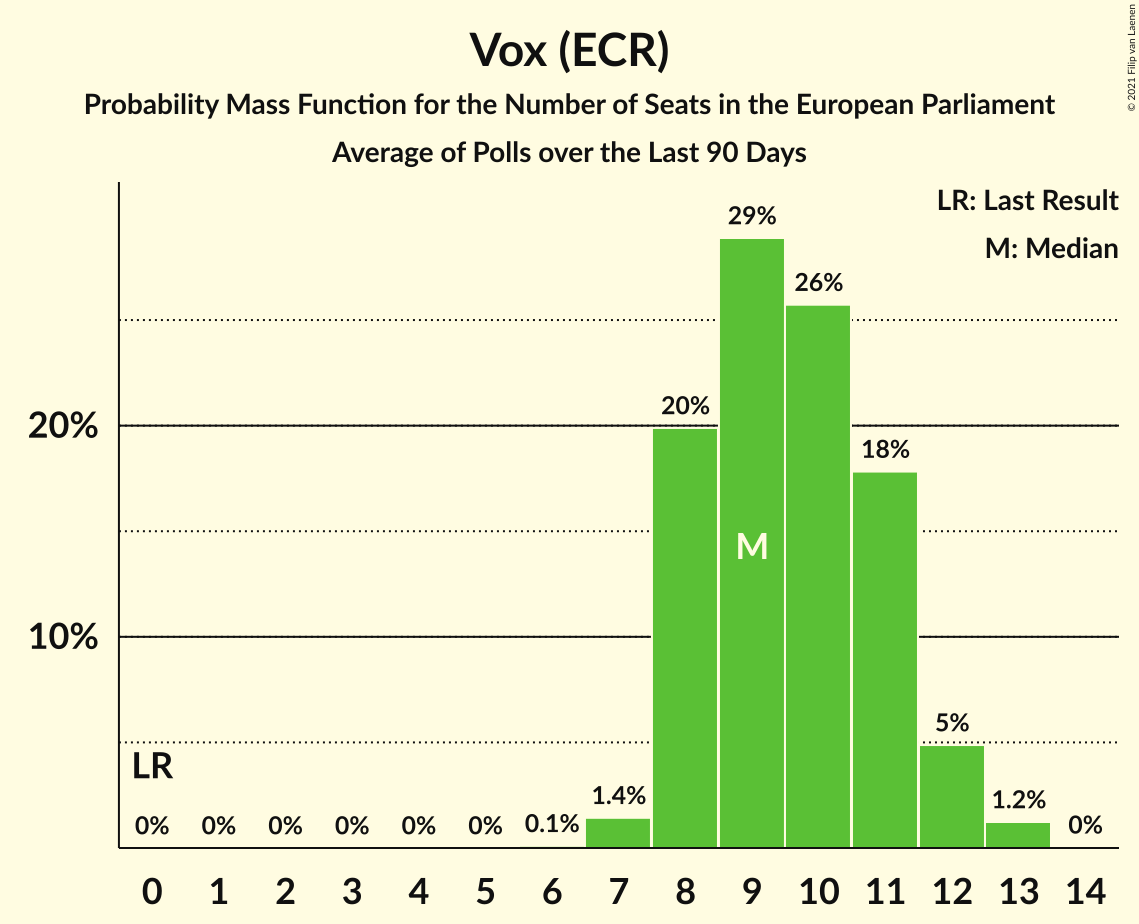 Vox (ECR)
Probability Mass Function for the Number of Seats in the European Parliament
Average of Polls over the Last 90 Days
© 2021 Filip van Laenen
LR: Last Result
M: Median
29%
26%
20%
20%
18%
M
10%
5%
LR
1.4%
1.2%
0% 0% 0% 0% 0% 0% 0.1% 0%
0 1 2 3 4 5 6 7 8 9 10 11 12 13 14